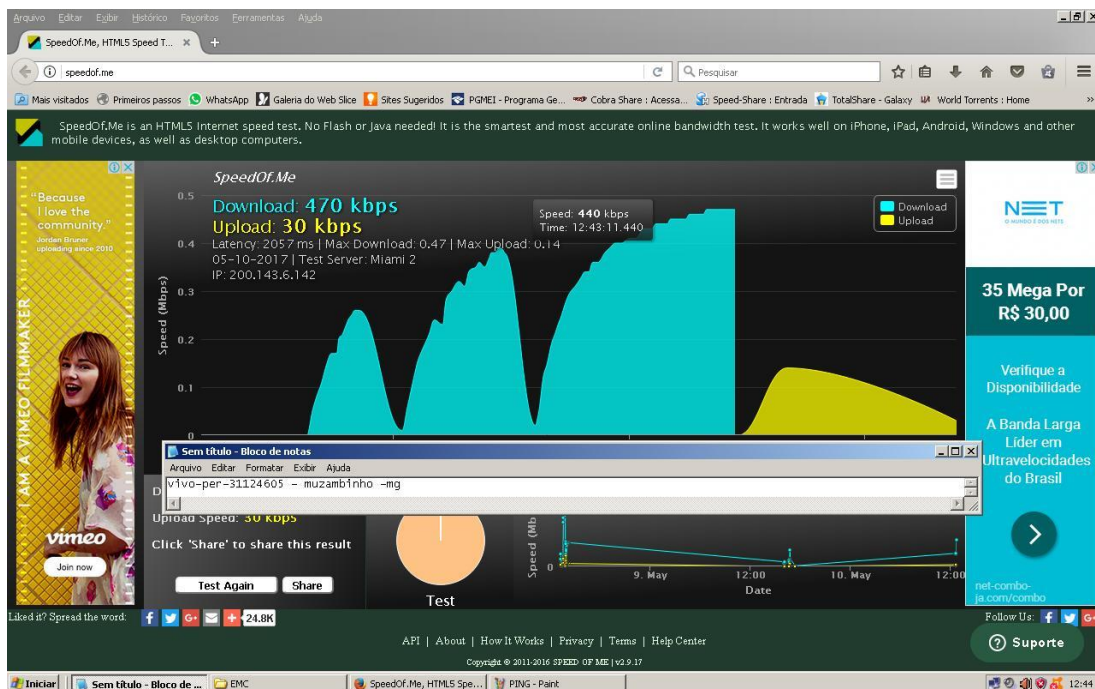 Arquivo Editar Exibir Histórico Favoritos Ferramentas Ajuda
SpeedOf.Me, HTML5 Speed T...
speedof.me
Pesquisar
Mais visitados Primeiros passos WhatsApp Galeria do Web Slice Sites Sugeridos PGMEI - Programa Ge... Cobra Share : Acessa... Speed-Share : Entrada TotalShare - Galaxy World Torrents : Home »
SpeedOf.Me is an HTML5 Internet speed test. No Flash or Java needed! It is the smartest and most accurate online bandwidth test. It works well on iPhone, iPad, Android, Windows and other
mobile devices, as well as desktop computers.
"Because
I love the
community."
Jordan Bruner
uploading since 2010
I AM A VIMEO FILMMAKER
vimeo
Join now
SpeedOf.Me
Download: 470 kbps
Upload: 30 kbps
Latency: 2057 ms | Max Download: 0.47 | Max Upload: 0.14
05-10-2017 | Test Server: Miami 2
IP: 200.143.6.142
Speed: 440 kbps
Time: 12:43:11.440
Download
Upload
Speed (Mbps)
0.5
0.4
0.3
0.2
0.1
0
NET
O MUNDO É DOS NETS
35 Mega Por
R$ 30,00
Verifique a
Disponibilidade
A Banda Larga
Líder em
Ultravelocidades
do Brasil
net-combo-
ja.com/combo
Sem título - Bloco de notas
Arquivo Editar Formatar Exibir Ajuda
vivo-per-31124605 - muzambinho -mg
Upload Speed: 30 kbps
Click 'Share' to share this result
Test Again Share
Test
Speed (Mb
0
9. May 12:00 10. May 12:00
Date
Liked it? Spread the word: 24.8K
Follow Us:
API | About | How It Works | Privacy | Terms | Help Center
Copyright © 2011-2016 SPEED OF ME | v2.9.17
Suporte
Iniciar Sem título - Bloco de ... EMC SpeedOf.Me, HTML5 Spe... PING - Paint 12:44